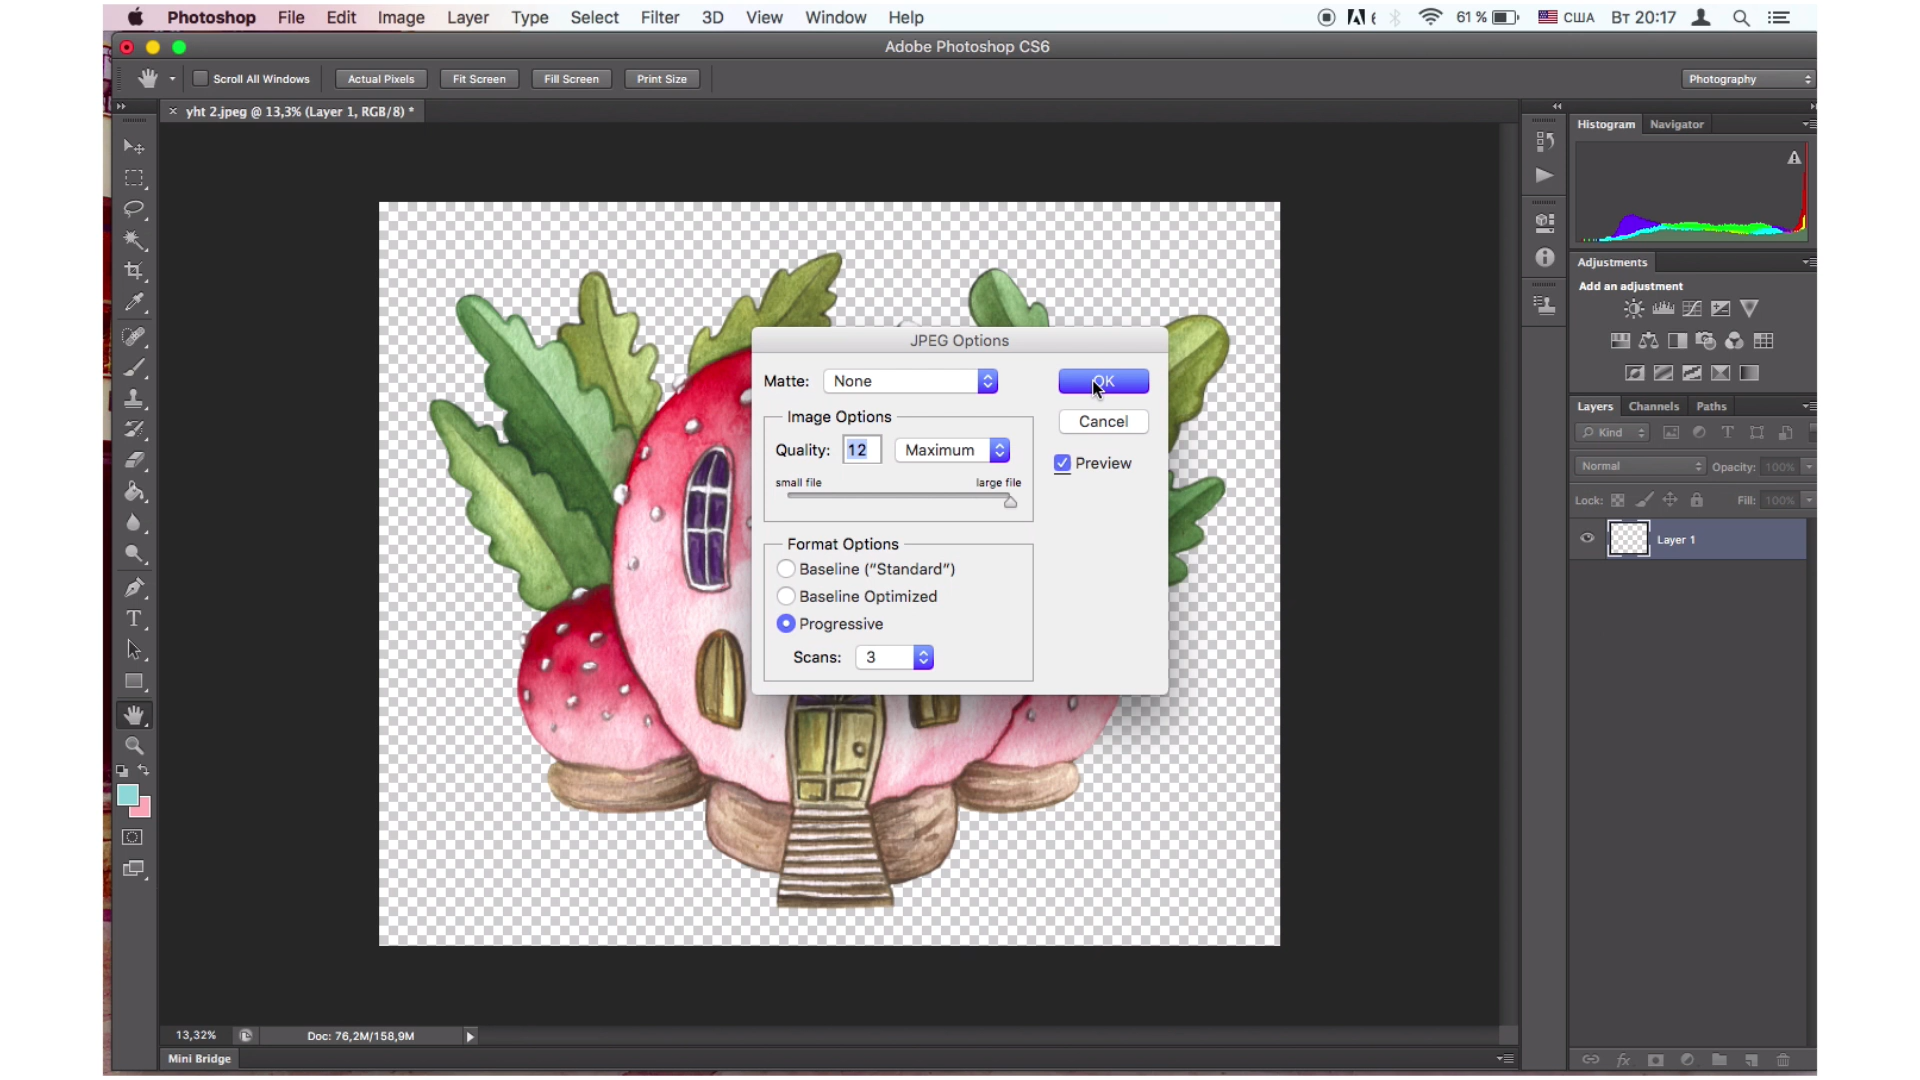 Photoshop File Edit Image Layer Type Select Filter 3D View Window Help 61 % США Вт 20:17
Adobe Photoshop CS6
Scroll All Windows Actual Pixels Fit Screen Fill Screen Print Size Photography
× yht 2.jpeg @ 13,3% (Layer 1, RGB/8) *
Histogram Navigator
Adjustments
Add an adjustment
JPEG Options
Matte: None OK
Cancel
Image Options
Quality: 12 Maximum
Preview
small file large file
Format Options
Baseline (“Standard”)
Baseline Optimized
Progressive
Scans: 3
Layers Channels Paths
Kind
Normal Opacity: 100%
Lock: Fill: 100%
Layer 1
13,32% Doc: 76,2M/158,9M
Mini Bridge